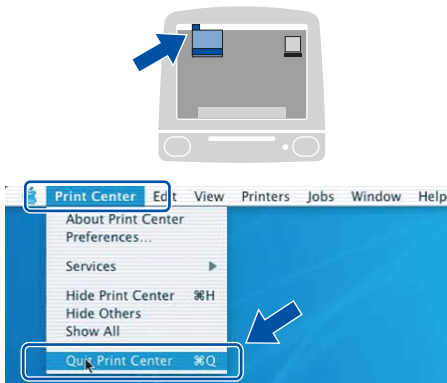 Print Center Edit View Printers Jobs Window Help
About Print Center
Preferences...
Services
Hide Print Center ⌘H
Hide Others
Show All
Quit Print Center ⌘Q